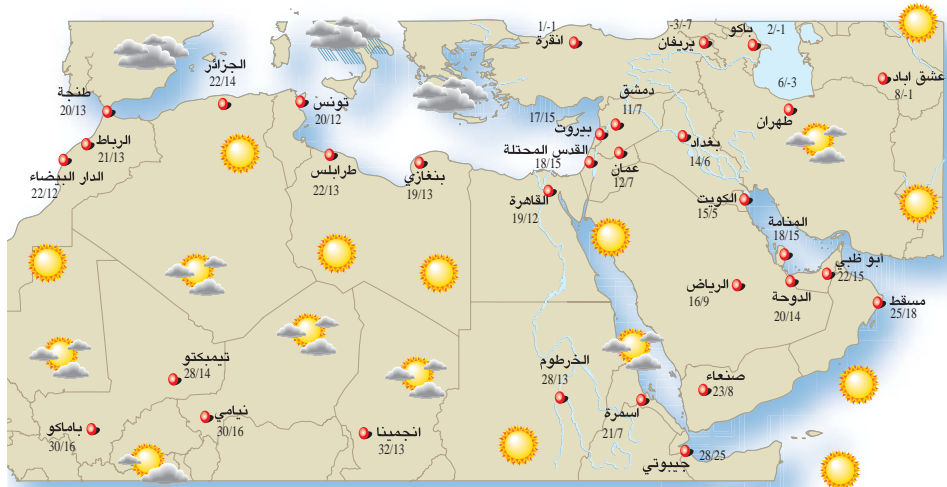 1/-1
انقرة
-3/-7
يريفان
2/-1
باكو
6/-3
طهران
عشق اباد
8/-1
الجزائر
22/14
طنجة
20/13
تونس
20/12
17/15
بيروت
دمشق
11/7
الرباط
21/13
الدار البيضاء
22/12
طرابلس
22/13
بنغازي
19/13
القدس المحتلة
18/15
عمان
12/7
بغداد
14/6
القاهرة
19/12
الكويت
15/5
المنامة
18/15
ابو ظبي
22/15
الرياض
16/9
الدوحة
20/14
مسقط
25/18
تيمبكتو
28/14
الخرطوم
28/13
صنعاء
23/8
باماكو
30/16
نيامي
30/16
انجمينا
32/13
اسمرة
21/7
جيبوتي
28/25